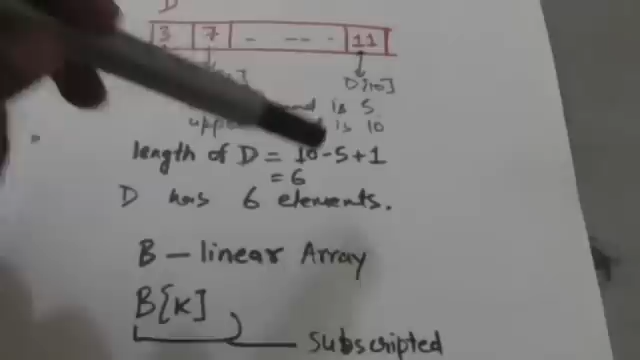 D
3 7 - -- · 11
] D[10]
is 5
upp is 10
length of D = 10-5+1
= 6
D has 6 elements.
B - linear Array
B[K]
subscripted